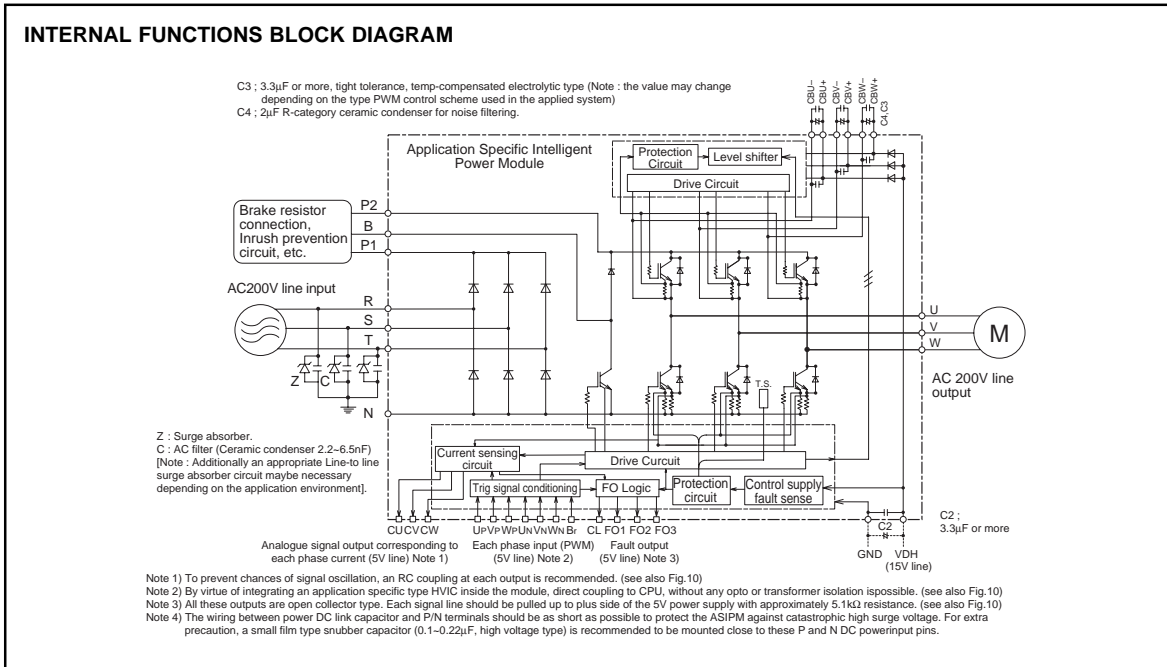 INTERNAL FUNCTIONS BLOCK DIAGRAM
C3 ; 3.3µF or more, tight tolerance, temp-compensated electrolytic type (Note : the value may change
depending on the type PWM control scheme used in the applied system)
C4 ; 2µF R-category ceramic condenser for noise filtering.
CBU–
CBU+
CBV–
CBV+
CBW–
CBW+
C4,C3
Application Specific Intelligent
Power Module
Protection
Circuit
Level shifter
Drive Circuit
Brake resistor
connection,
Inrush prevention
circuit, etc.
P2
B
P1
AC200V line input
R
S
T
Z
C
N
U
V
W
M
AC 200V line
output
T.S.
Z : Surge absorber.
C : AC filter (Ceramic condenser 2.2~6.5nF)
[Note : Additionally an appropriate Line-to line
surge absorber circuit maybe necessary
depending on the application environment].
Current sensing
circuit
Drive Curcuit
Trig signal conditioning
FO Logic
Protection
circuit
Control supply
fault sense
CU CV CW
UP VP WP UN VN WN Br
CL FO1 FO2 FO3
C2
GND
VDH
(15V line)
C2 ;
3.3µF or more
Analogue signal output corresponding to
each phase current (5V line) Note 1)
Each phase input (PWM)
(5V line) Note 2)
Fault output
(5V line) Note 3)
Note 1) To prevent chances of signal oscillation, an RC coupling at each output is recommended. (see also Fig.10)
Note 2) By virtue of integrating an application specific type HVIC inside the module, direct coupling to CPU, without any opto or transformer isolation ispossible. (see also Fig.10)
Note 3) All these outputs are open collector type. Each signal line should be pulled up to plus side of the 5V power supply with approximately 5.1kΩ resistance. (see also Fig.10)
Note 4) The wiring between power DC link capacitor and P/N terminals should be as short as possible to protect the ASIPM against catastrophic high surge voltage. For extra
precaution, a small film type snubber capacitor (0.1~0.22µF, high voltage type) is recommended to be mounted close to these P and N DC powerinput pins.